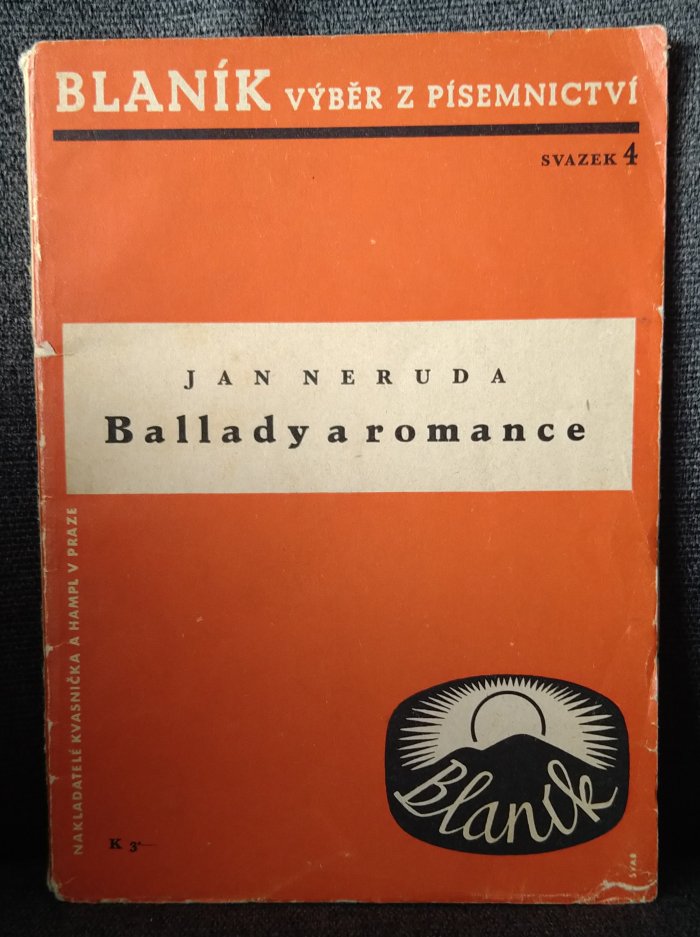 BLANÍK VÝBĚR Z PÍSEMNICTVÍ
SVAZEK 4
JAN NERUDA
Ballady a romance
NAKLADATELÉ KVASNIČKA A HAMPL V PRAZE
Blaník
K 3·—